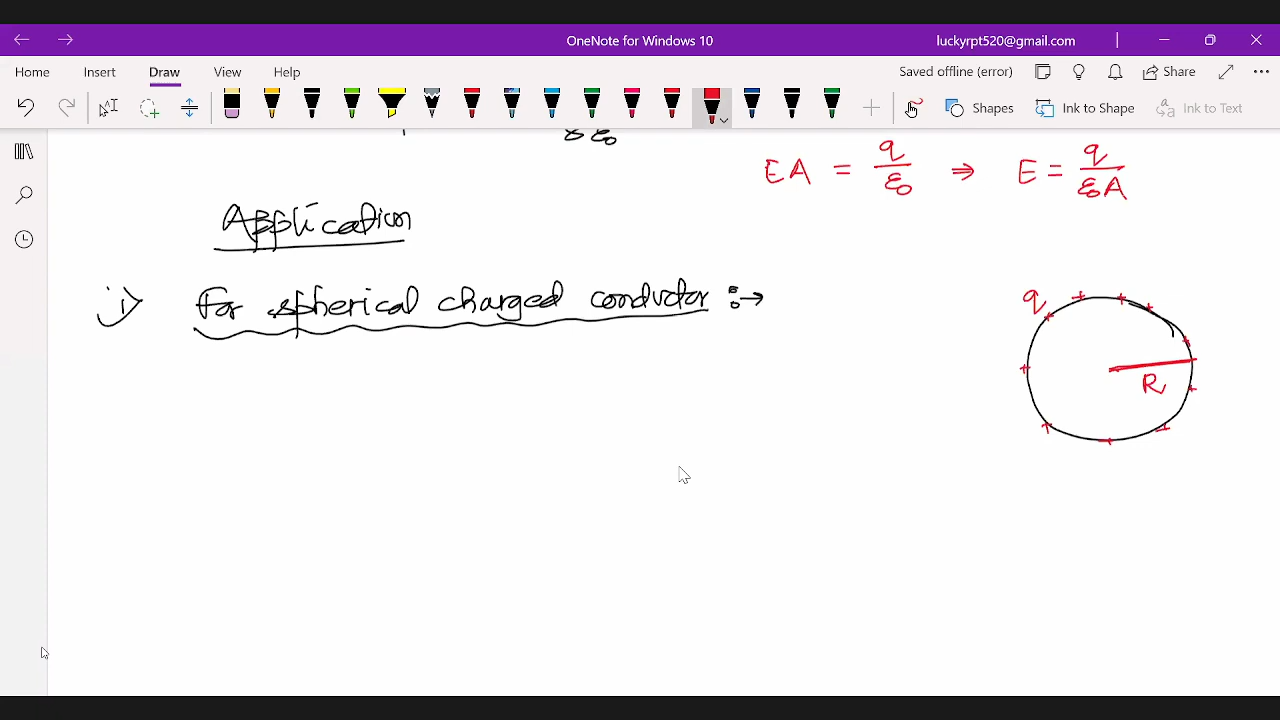 OneNote for Windows 10
luckyrpt520@gmail.com
Home Insert Draw View Help
Saved offline (error)
Share
Shapes
Ink to Shape
Ink to Text
ε₀
EA = q/ε₀ ⇒ E = q/ε₀A
Application
i) For spherical charged conductor :→
q
R